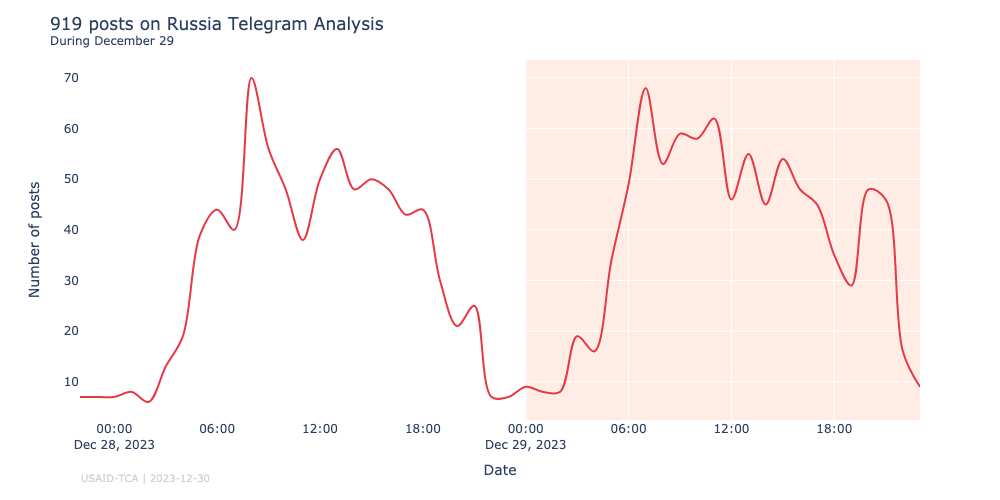 919 posts on Russia Telegram Analysis
During December 29
Number of posts
70
60
50
40
30
20
10
00:00
Dec 28, 2023
06:00
12:00
18:00
00:00
Dec 29, 2023
06:00
12:00
18:00
Date
USAID-TCA | 2023-12-30